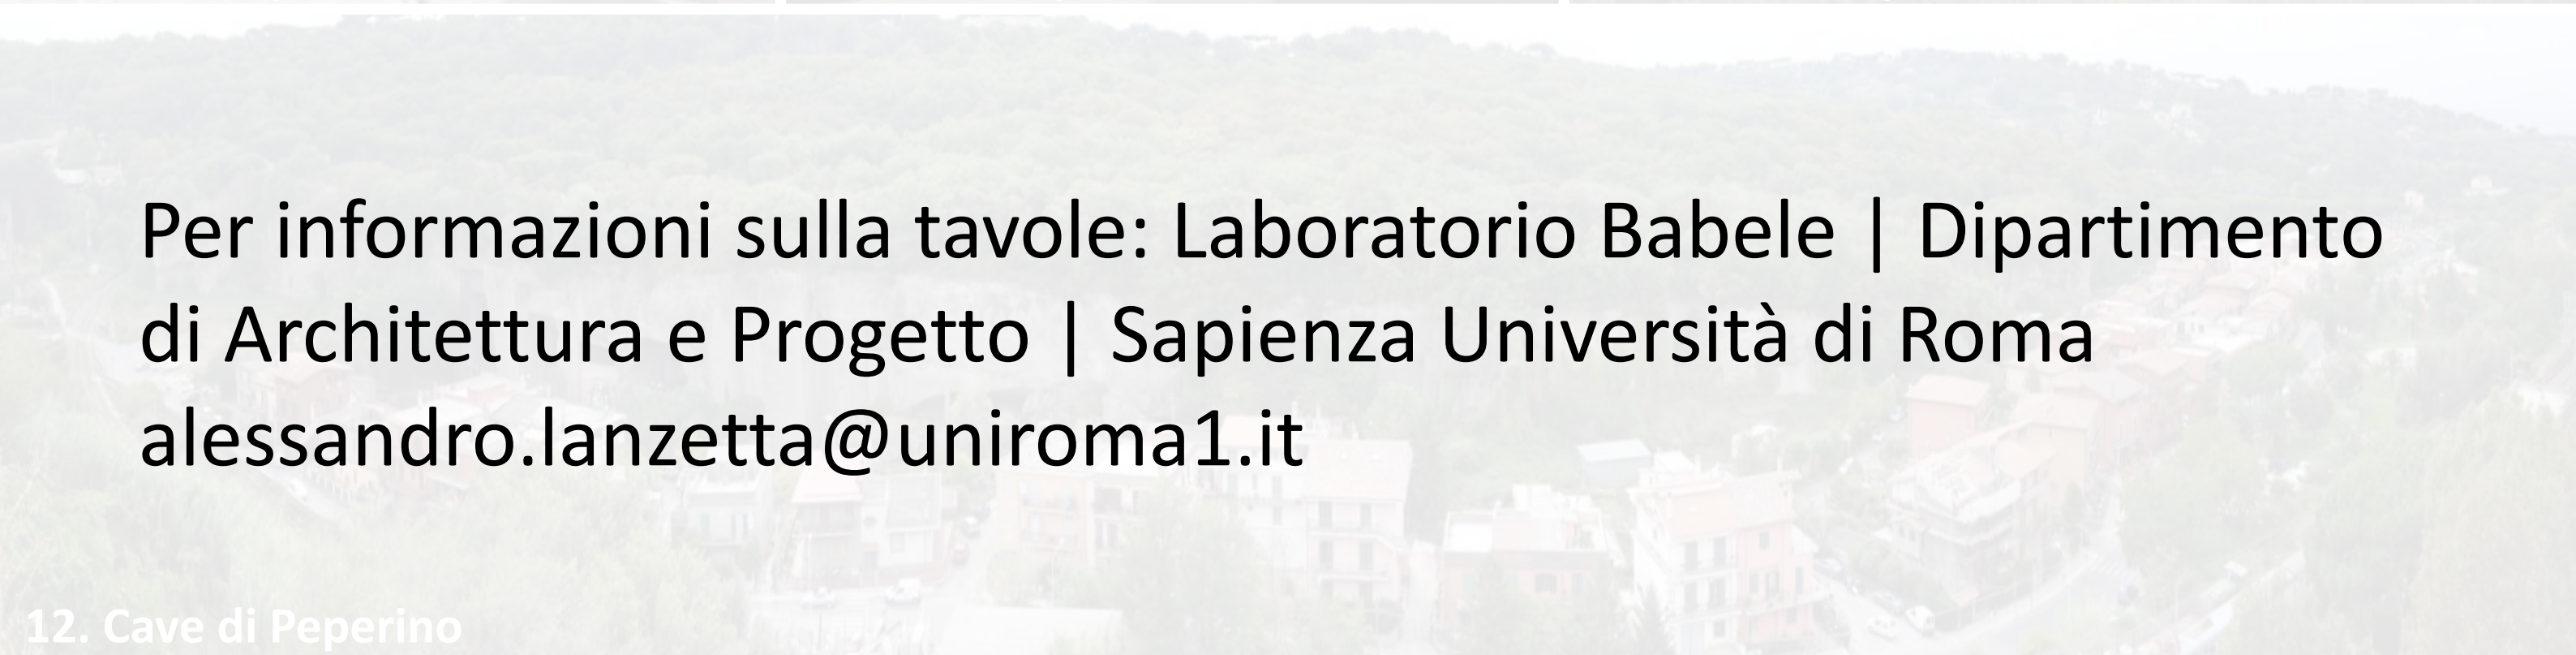 Per informazioni sulla tavole: Laboratorio Babele | Dipartimento
di Architettura e Progetto | Sapienza Università di Roma
alessandro.lanzetta@uniroma1.it
12. Cave di Peperino